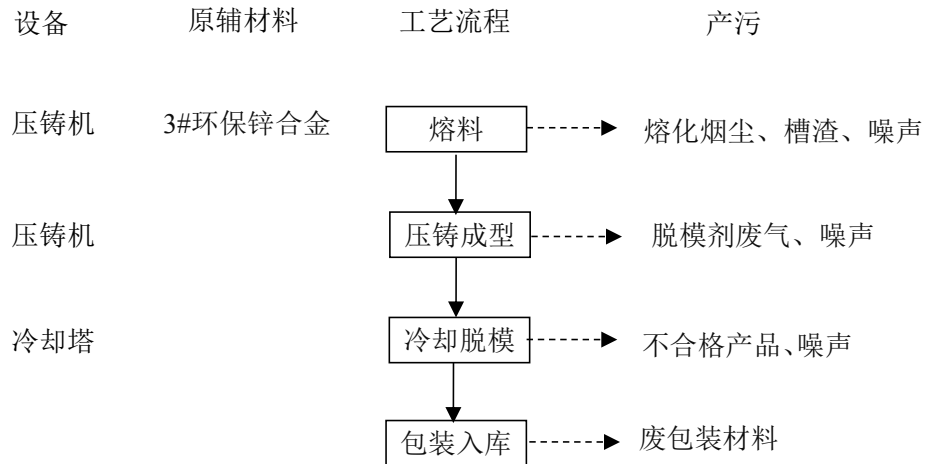 设备 原辅材料 工艺流程 产污
压铸机 3#环保锌合金 熔料 熔化烟尘、槽渣、噪声
压铸机 压铸成型 脱模剂废气、噪声
冷却塔 冷却脱模 不合格产品、噪声
包装入库 废包装材料